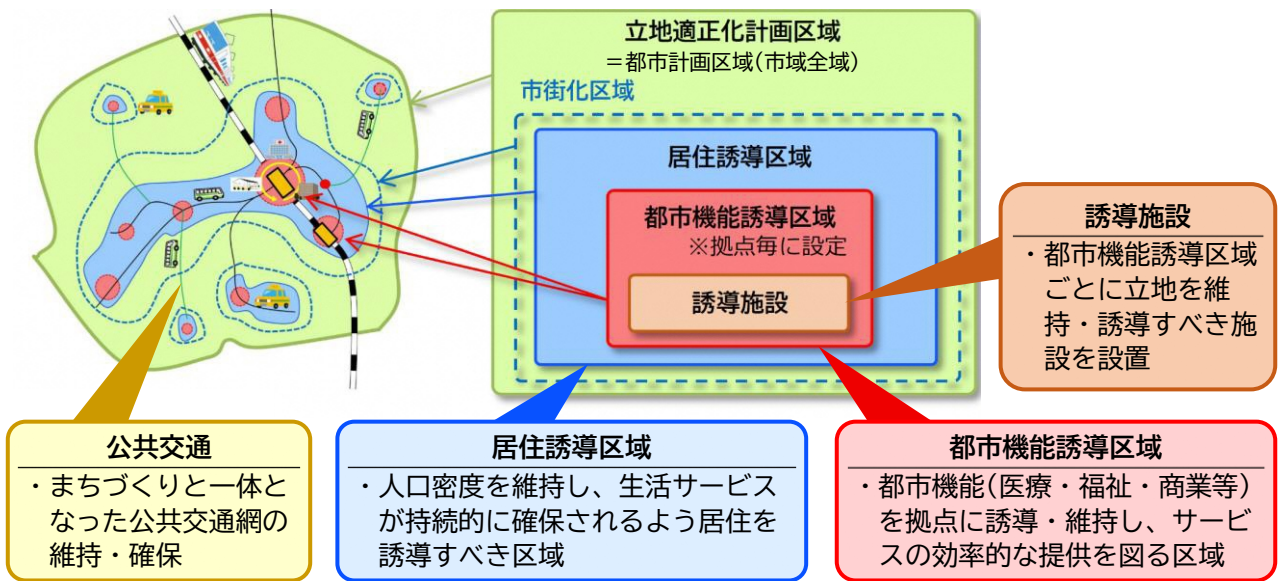 立地適正化計画区域
＝都市計画区域(市域全域)
市街化区域
居住誘導区域
都市機能誘導区域
※拠点毎に設定
誘導施設
誘導施設
・都市機能誘導区域
ごとに立地を維
持・誘導すべき施
設を設置
公共交通
・まちづくりと一体と
なった公共交通網の
維持・確保
居住誘導区域
・人口密度を維持し、生活サービス
が持続的に確保されるよう居住を
誘導すべき区域
都市機能誘導区域
・都市機能(医療・福祉・商業等)
を拠点に誘導・維持し、サービ
スの効率的な提供を図る区域